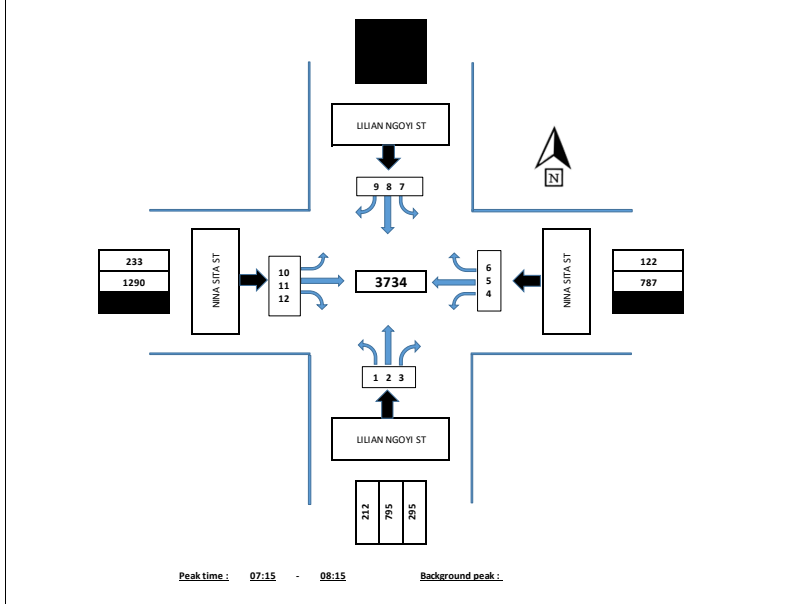 LILIAN NGOYI ST
9 8 7
N
233
1290
NINA SITA ST
10
11
12
3734
6
5
4
NINA SITA ST
122
787
1 2 3
LILIAN NGOYI ST
212 795 295
Peak time : 07:15 - 08:15 Background peak :